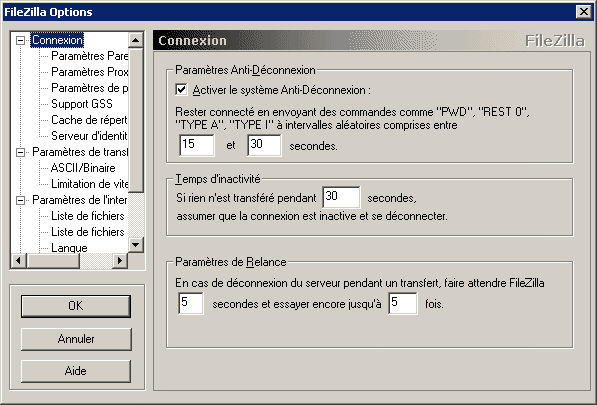 FileZilla Options
Connexion
Paramètres Pare
Paramètres Prox
Paramètres de p
Support GSS
Cache de répert
Serveur d'identit
Paramètres de transf
ASCII/Binaire
Limitation de vite
Paramètres de l'inter
Liste de fichiers
Liste de fichiers
Langue
OK
Annuler
Aide
Connexion
FileZilla
Paramètres Anti-Déconnexion
Activer le système Anti-Déconnexion :
Rester connecté en envoyant des commandes comme "PWD", "REST 0",
"TYPE A", "TYPE I" à intervalles aléatoires comprises entre
15 et 30 secondes.
Temps d'inactivité
Si rien n'est transféré pendant 30 secondes,
assumer que la connexion est inactive et se déconnecter.
Paramètres de Relance
En cas de déconnexion du serveur pendant un transfert, faire attendre FileZilla
5 secondes et essayer encore jusqu'à 5 fois.